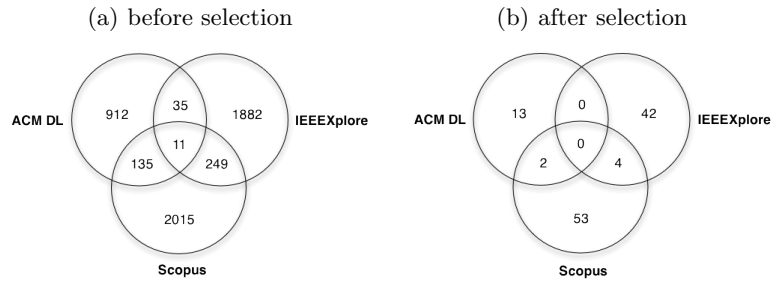 (a) before selection
(b) after selection
912
35
1882
ACM DL
IEEEXplore
11
135
249
2015
Scopus
13
0
42
ACM DL
IEEEXplore
0
2
4
53
Scopus